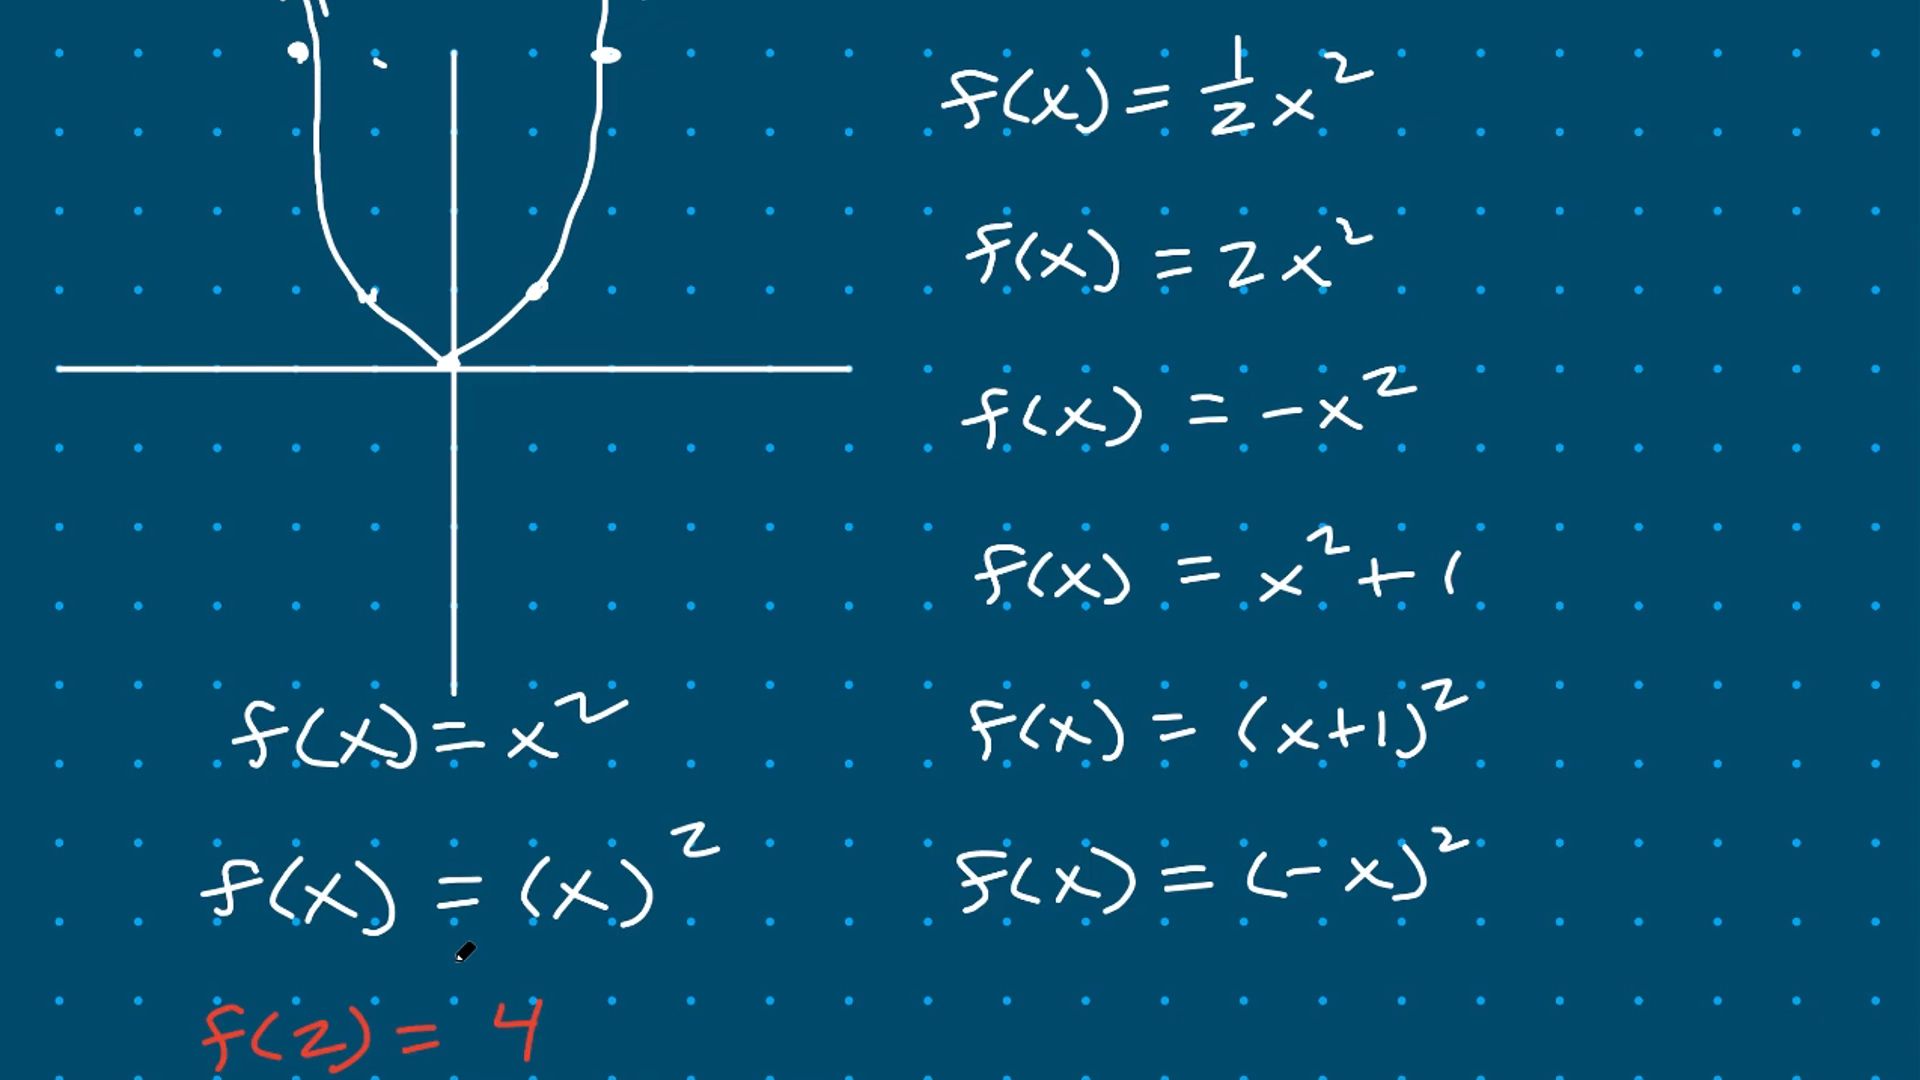 f(x) = x²
f(x) = (x)²
f(2) = 4
f(x) = ½x²
f(x) = 2x²
f(x) = -x²
f(x) = x² + 1
f(x) = (x+1)²
f(x) = (-x)²